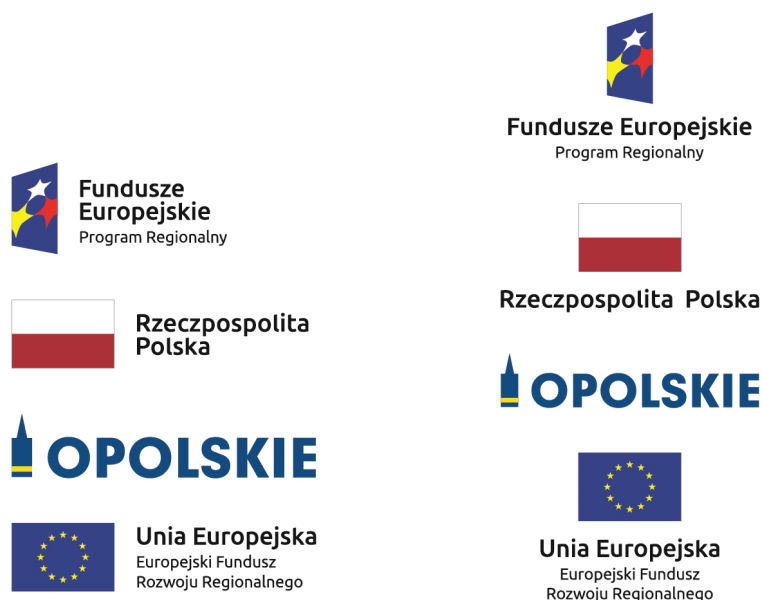 Fundusze
Europejskie
Program Regionalny
Rzeczpospolita
Polska
OPOLSKIE
Unia Europejska
Europejski Fundusz
Rozwoju Regionalnego
Fundusze Europejskie
Program Regionalny
Rzeczpospolita Polska
OPOLSKIE
Unia Europejska
Europejski Fundusz
Rozwoju Regionalnego